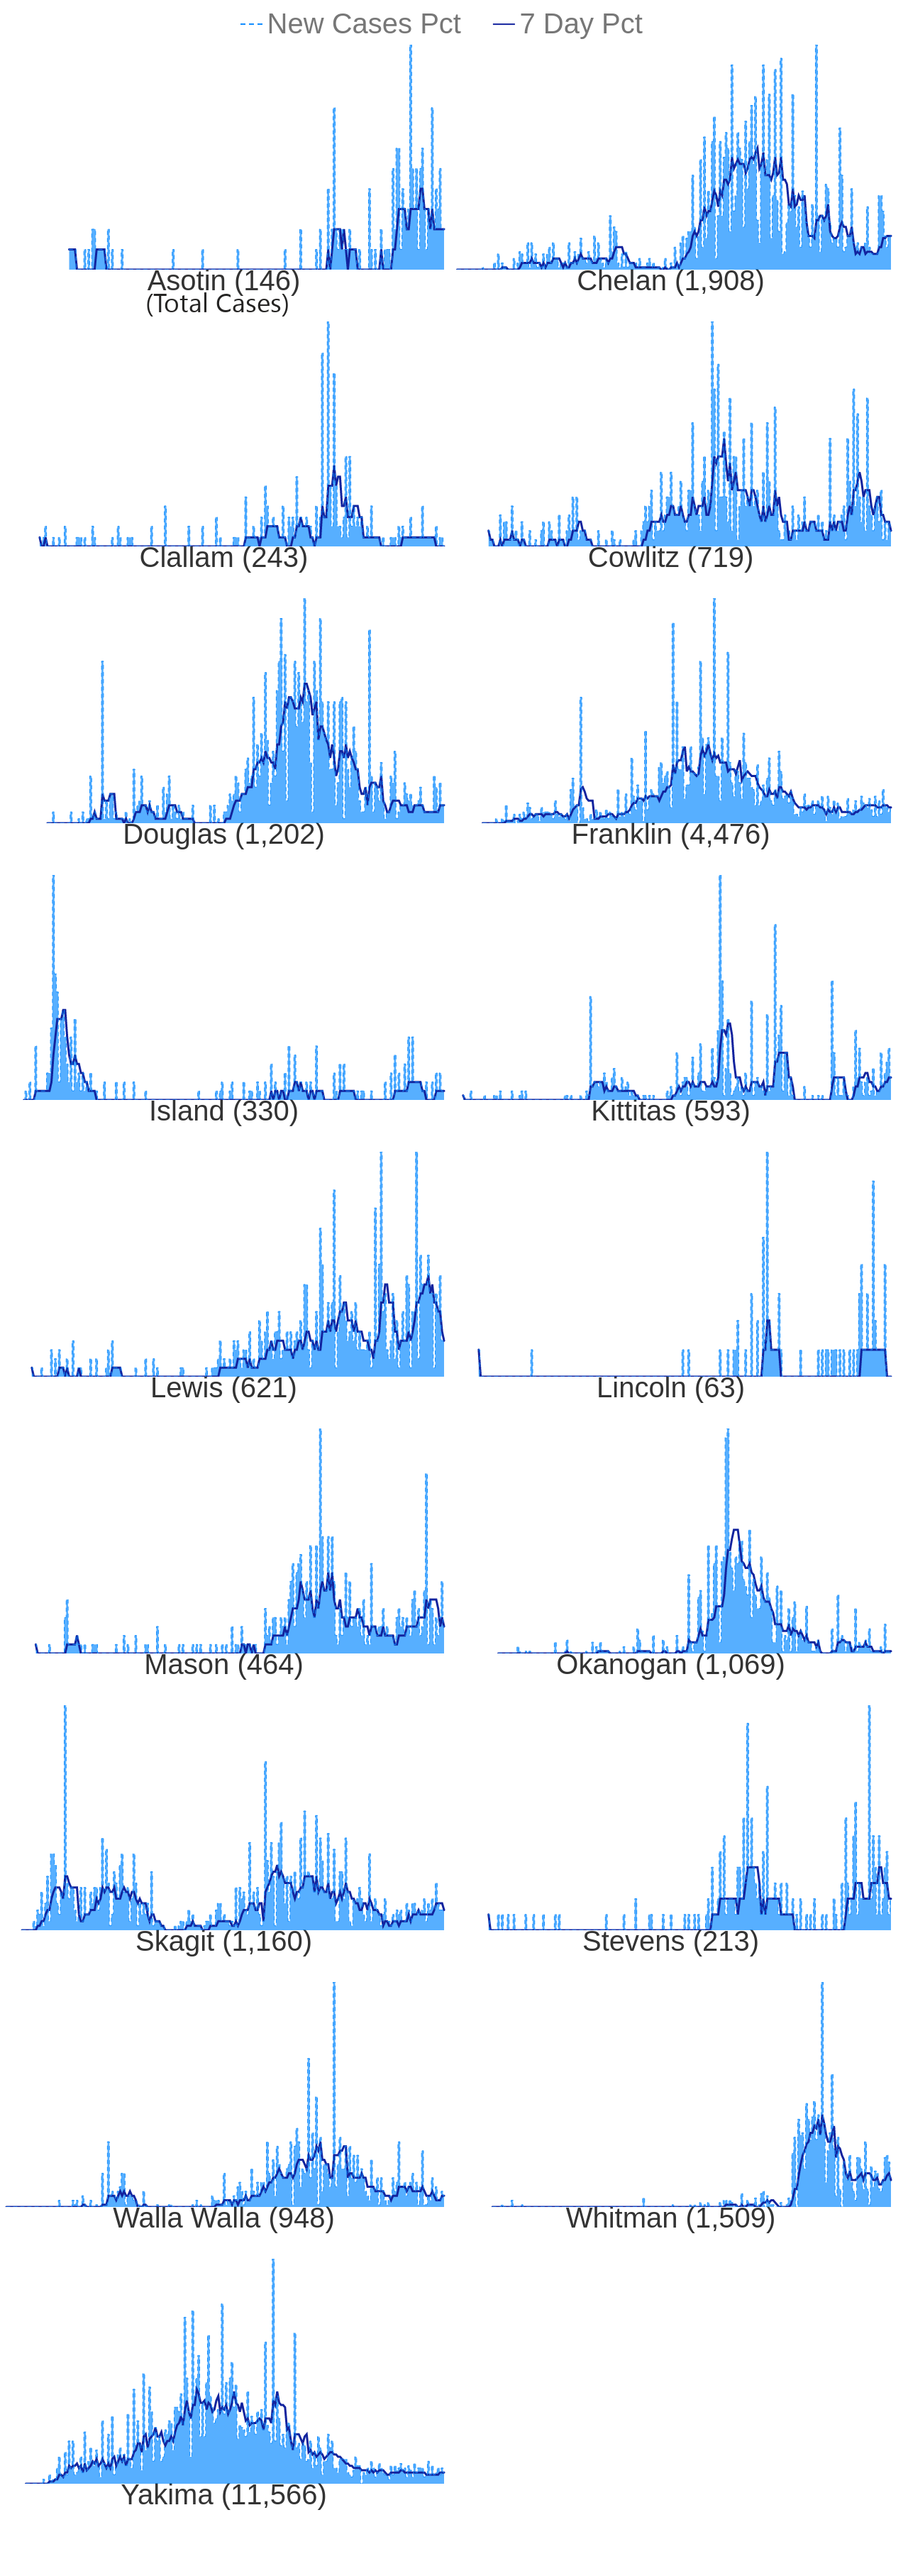 New Cases Pct 7 Day Pct
Asotin (146) Chelan (1,908)
(Total Cases)
Clallam (243) Cowlitz (719)
Douglas (1,202) Franklin (4,476)
Island (330) Kittitas (593)
Lewis (621) Lincoln (63)
Mason (464) Okanogan (1,069)
Skagit (1,160) Stevens (213)
Walla Walla (948) Whitman (1,509)
Yakima (11,566)